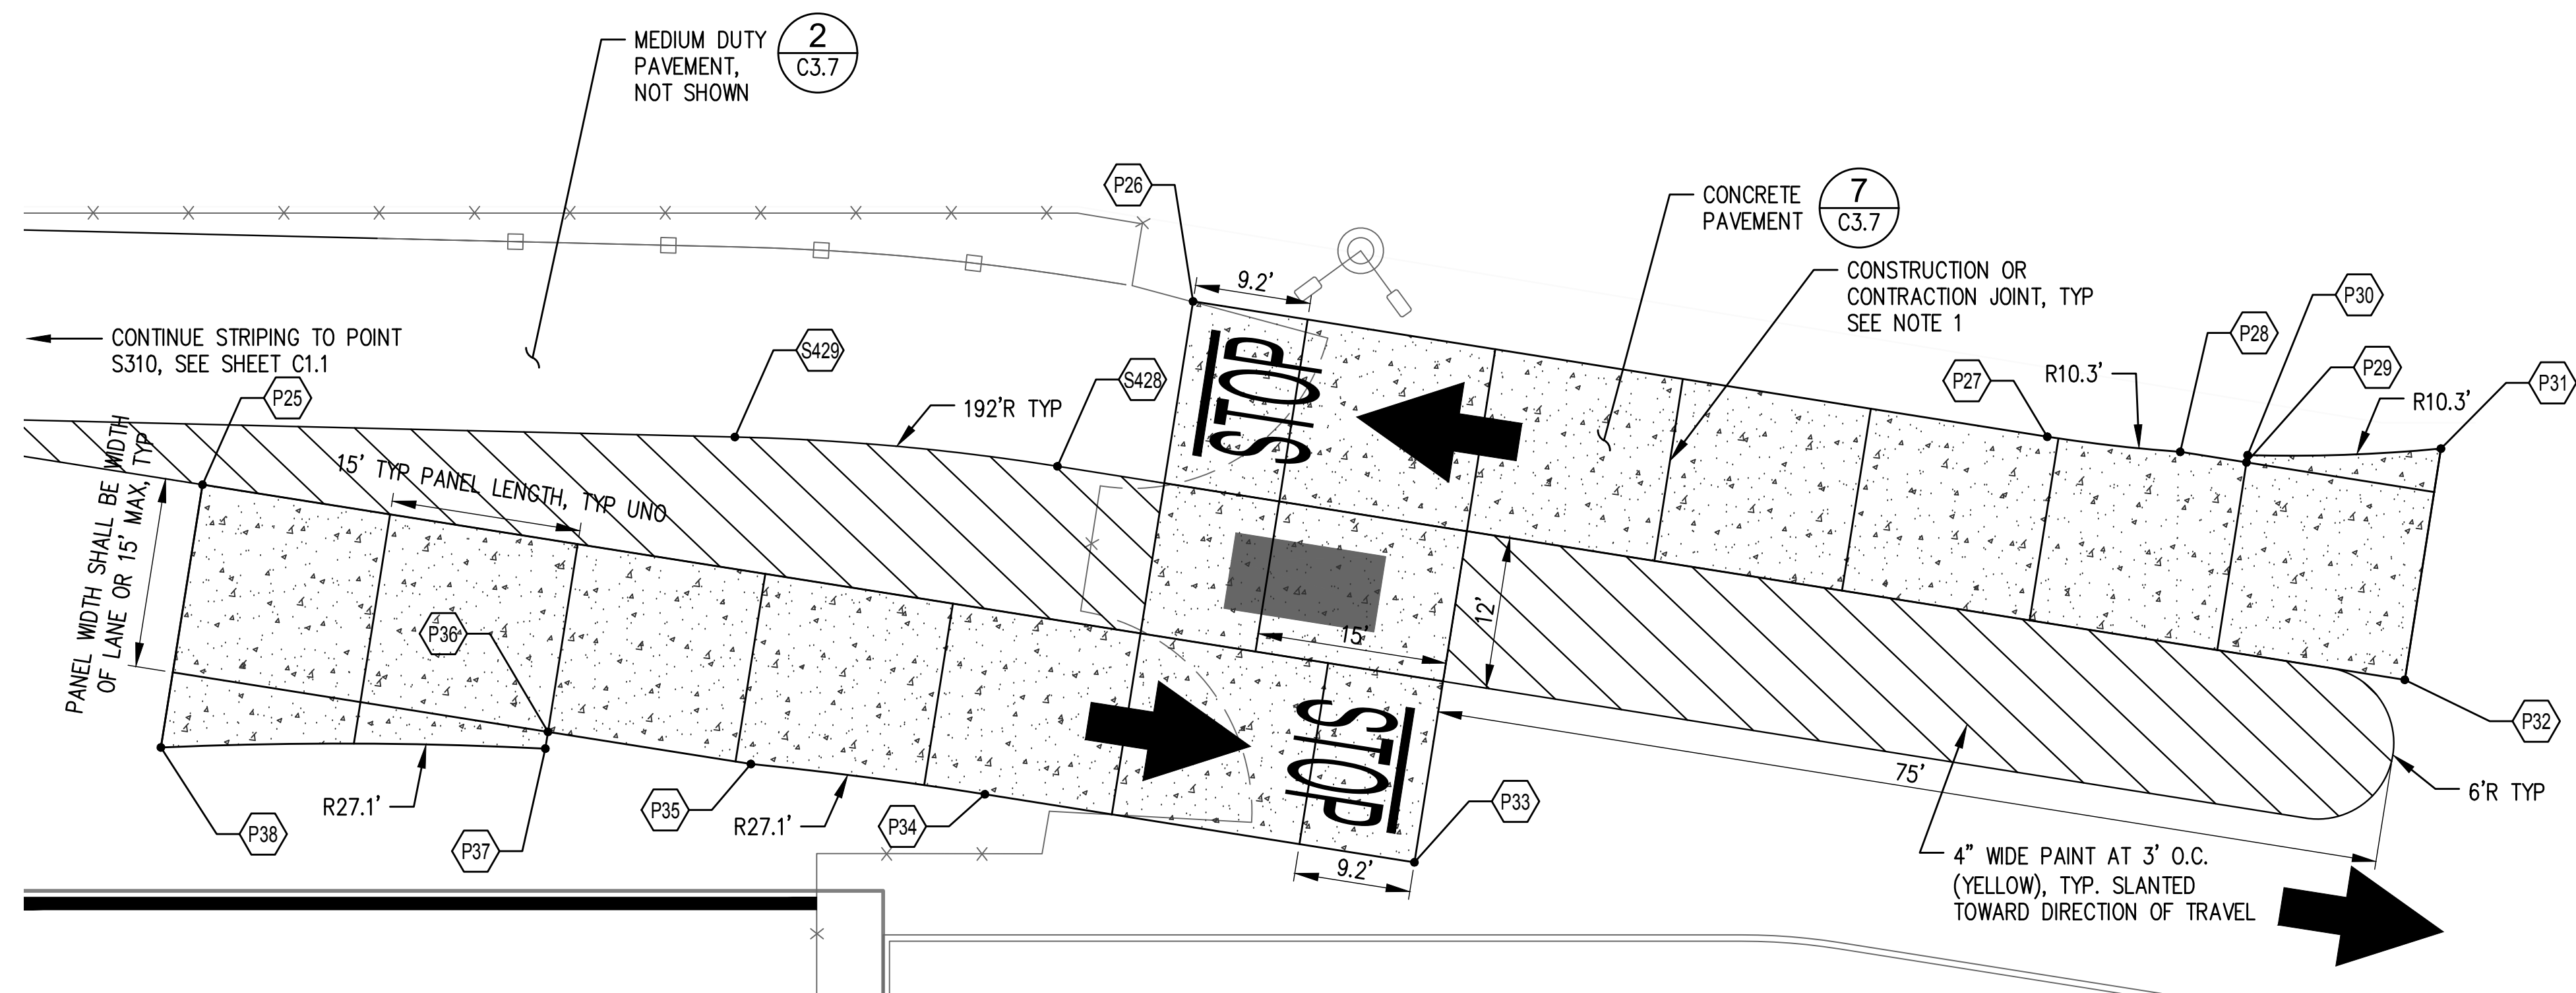 MEDIUM DUTY
PAVEMENT,
NOT SHOWN
2
C3.7
P26
CONCRETE
PAVEMENT
7
C3.7
CONSTRUCTION OR
CONTRACTION JOINT, TYP
SEE NOTE 1
9.2'
P30
P28
P29
P27
R10.3'
P31
R10.3'
CONTINUE STRIPING TO POINT
S310, SEE SHEET C1.1
S429
S428
P25
192'R TYP
STOP
15' TYP PANEL LENGTH, TYP UNO
PANEL WIDTH SHALL BE WIDTH
OF LANE OR 15' MAX, TYP
P36
15'
12'
STOP
P32
75'
6'R TYP
P33
R27.1'
P35
R27.1'
P34
P38
P37
9.2'
4" WIDE PAINT AT 3' O.C.
(YELLOW), TYP. SLANTED
TOWARD DIRECTION OF TRAVEL